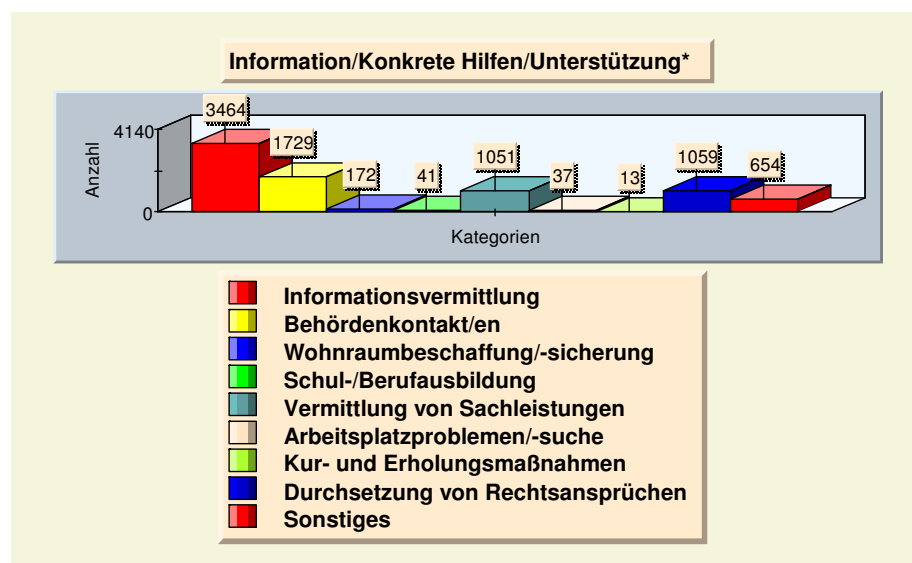 Information/Konkrete Hilfen/Unterstützung*
3464
4140
1729
172
41
1051
37
13
1059
654
Anzahl
0
Kategorien
Informationsvermittlung
Behördenkontakt/en
Wohnraumbeschaffung/-sicherung
Schul-/Berufausbildung
Vermittlung von Sachleistungen
Arbeitsplatzproblemen/-suche
Kur- und Erholungsmaßnahmen
Durchsetzung von Rechtsansprüchen
Sonstiges